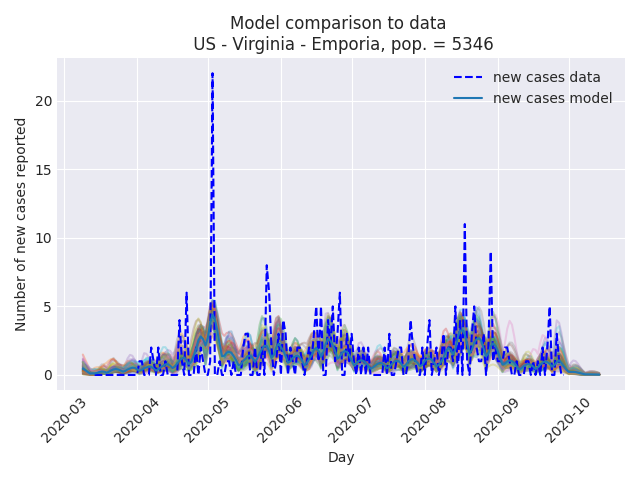 Model comparison to data
US - Virginia - Emporia, pop. = 5346
new cases data
new cases model
Number of new cases reported
20
15
10
5
0
2020-03
2020-04
2020-05
2020-06
2020-07
2020-08
2020-09
2020-10
Day